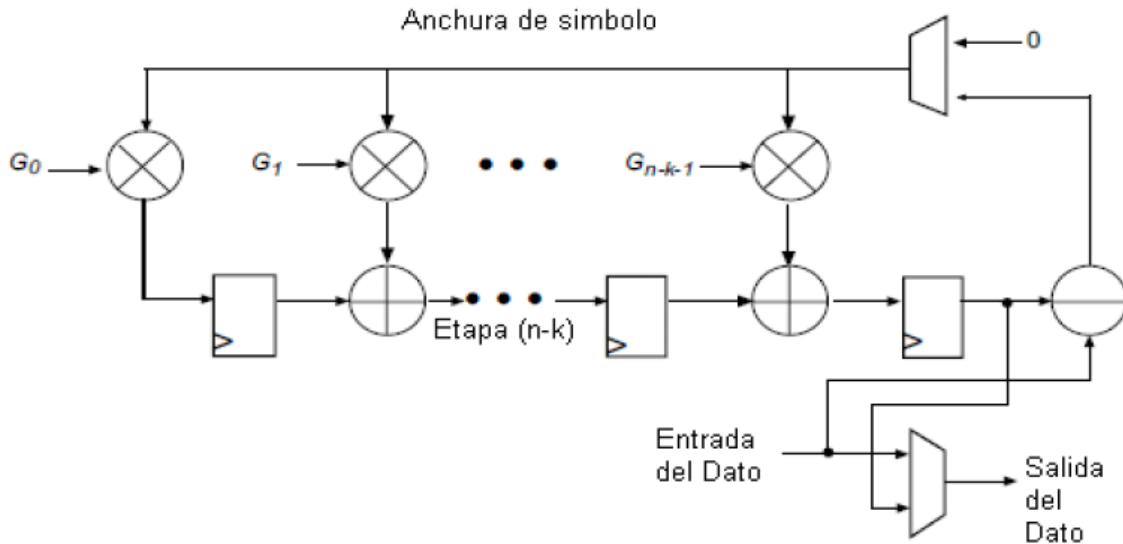 Anchura de simbolo
0
G0
G1
Gn-k-1
Etapa (n-k)
Entrada
del Dato
Salida
del
Dato